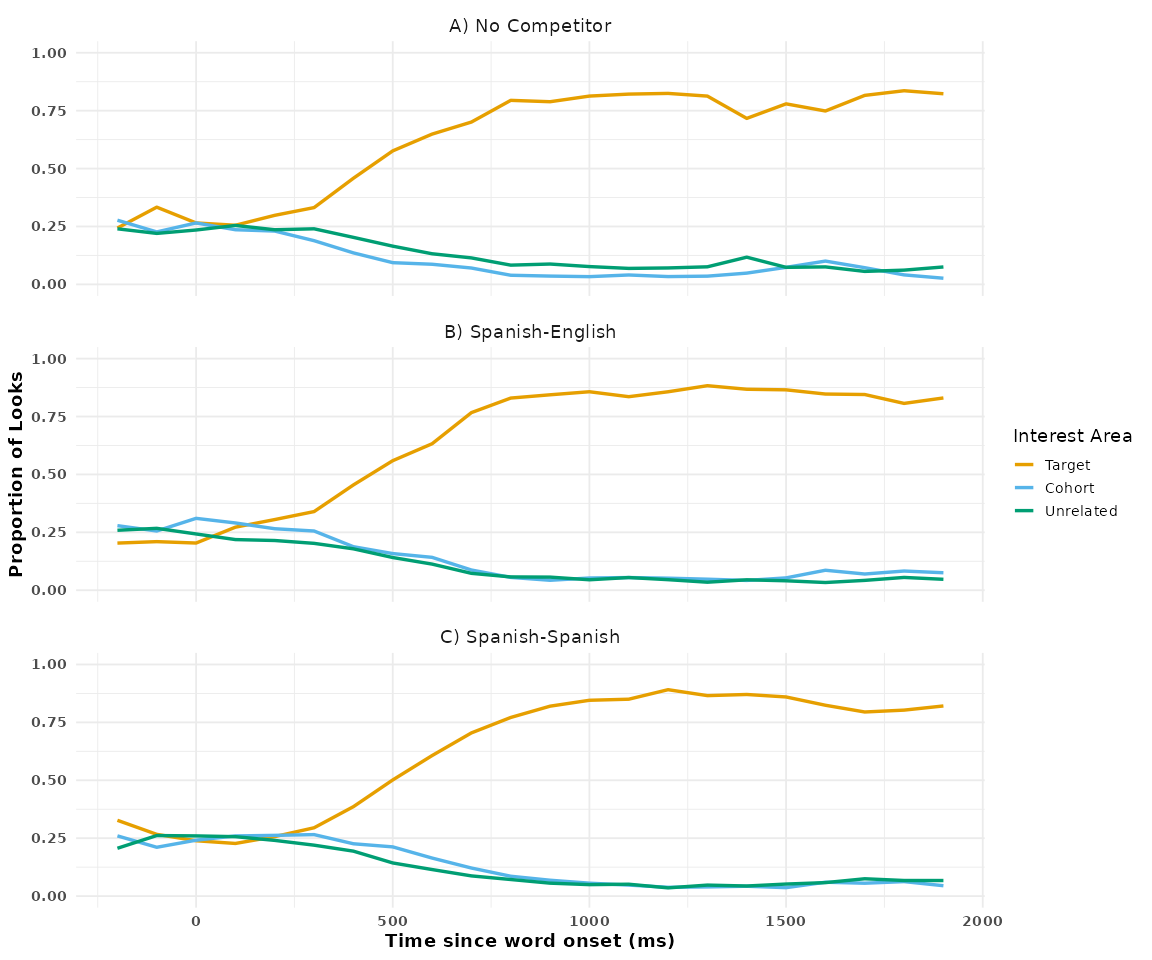 A) No Competitor
1.00
0.75
0.50
0.25
0.00
B) Spanish-English
1.00
0.75
0.50
0.25
0.00
C) Spanish-Spanish
1.00
0.75
0.50
0.25
0.00
0 500 1000 1500 2000
Time since word onset (ms)
Proportion of Looks
Interest Area
Target
Cohort
Unrelated